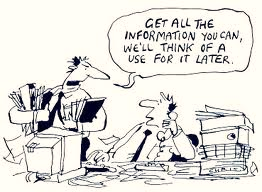 GET ALL THE
INFORMATION YOU CAN,
WE'LL THINK OF A
USE FOR IT LATER.